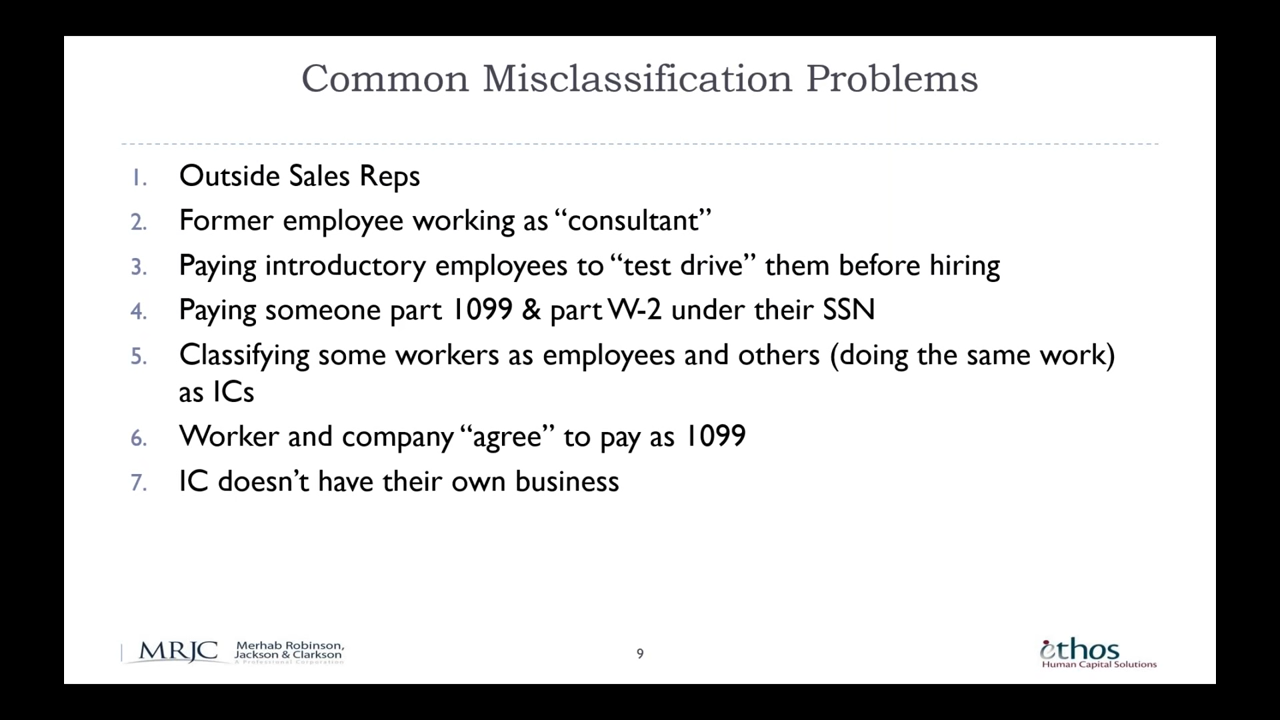 Common Misclassification Problems
1. Outside Sales Reps
2. Former employee working as “consultant”
3. Paying introductory employees to “test drive” them before hiring
4. Paying someone part 1099 & part W-2 under their SSN
5. Classifying some workers as employees and others (doing the same work)
as ICs
6. Worker and company “agree” to pay as 1099
7. IC doesn’t have their own business
MRJC Merhab Robinson,
Jackson & Clarkson
A Professional Corporation
9
ethos
Human Capital Solutions